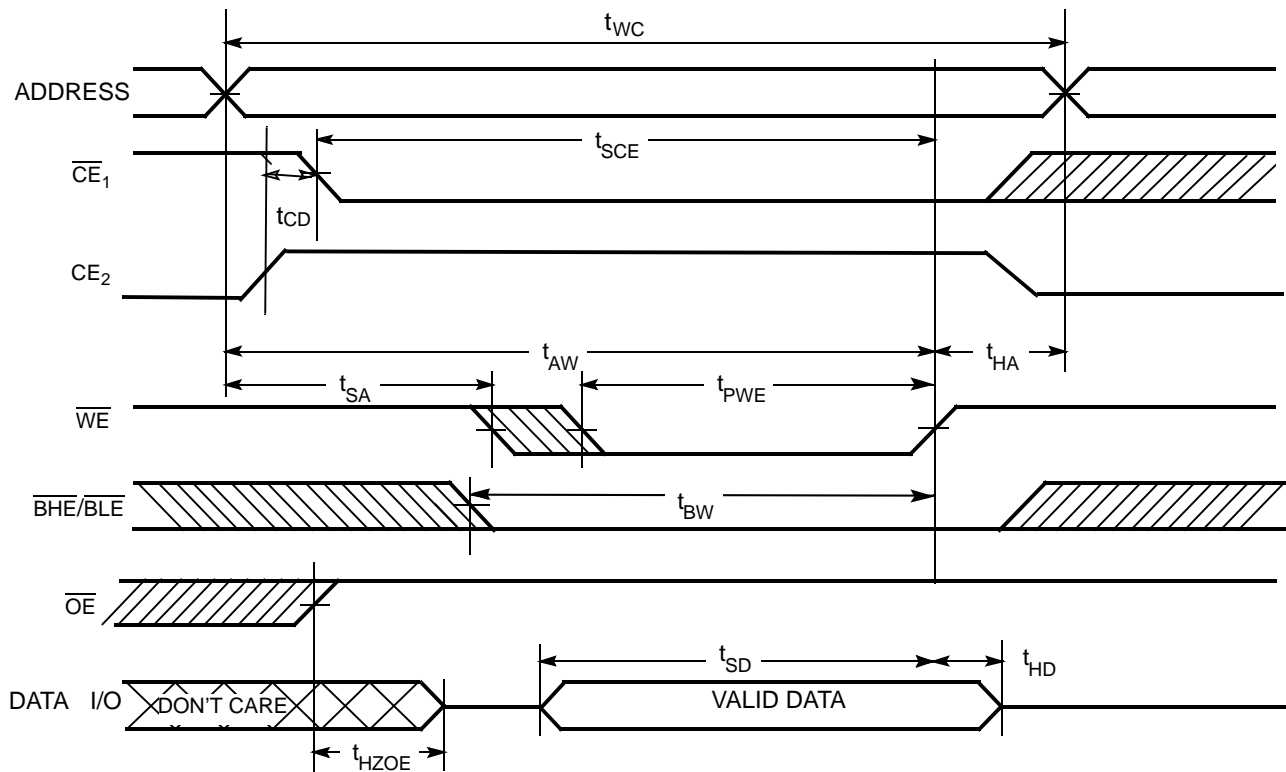 tWC
ADDRESS
tSCE
CE1
tCD
CE2
tAW
tHA
tSA
tPWE
WE
BHE/BLE
tBW
OE
tSD
tHD
DATA I/O
DON'T CARE
VALID DATA
tHZOE